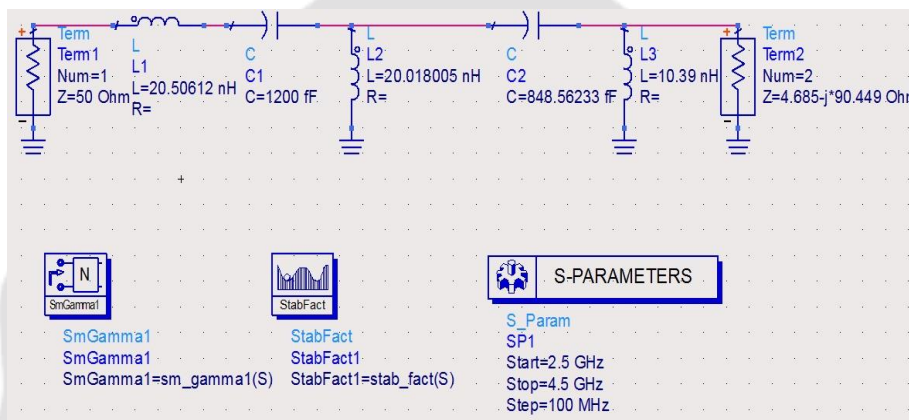 Term
Term1
Num=1
Z=50 Ohm
L
L1
L=20.50612 nH
R=
C
C1
C=1200 fF
L
L2
L=20.018005 nH
R=
C
C2
C=848.56233 fF
L
L3
L=10.39 nH
R=
Term
Term2
Num=2
Z=4.685-j*90.449 Ohm
N
SmGamma1
SmGamma1
SmGamma1
SmGamma1=sm_gamma1(S)
StabFact
StabFact
StabFact1
StabFact1=stab_fact(S)
S-PARAMETERS
S_Param
SP1
Start=2.5 GHz
Stop=4.5 GHz
Step=100 MHz